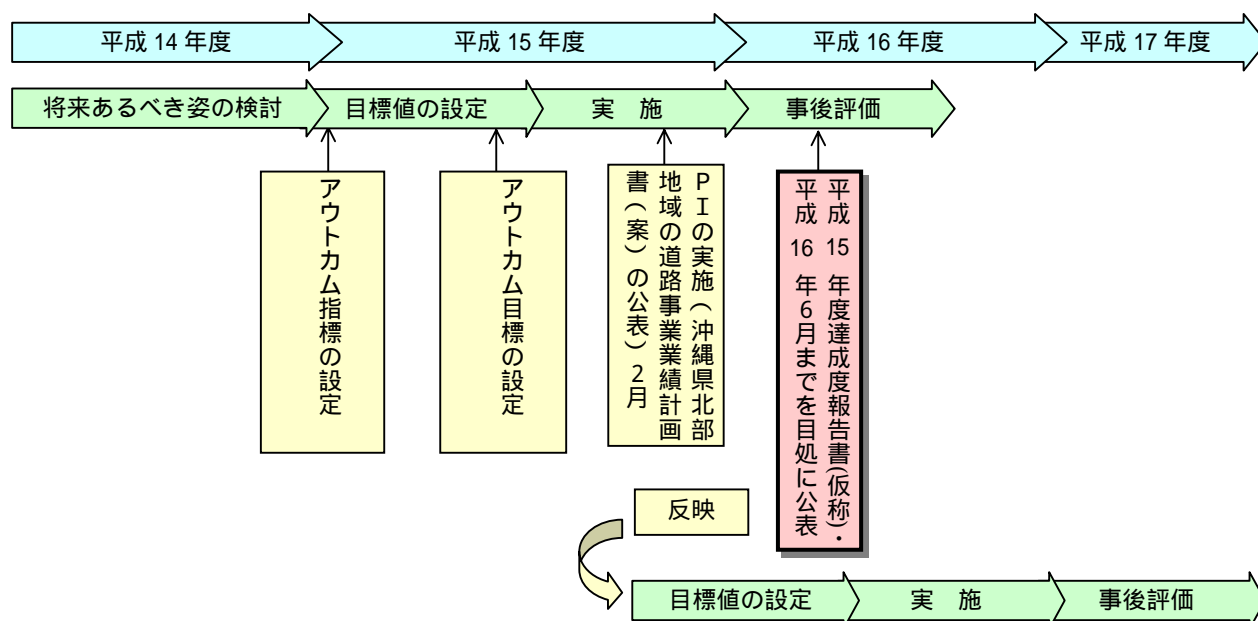 平成 14 年度
平成 15 年度
平成 16 年度
平成 17 年度
将来あるべき姿の検討
目標値の設定
実　施
事後評価
アウトカム指標の設定
アウトカム目標の設定
ＰＩの実施（沖縄県北部
地域の道路事業業績計画
書（案）の公表）２月
平成 15 年度達成度報告書(仮称)・
平成 16 年６月までを目処に公表
反映
目標値の設定
実　施
事後評価